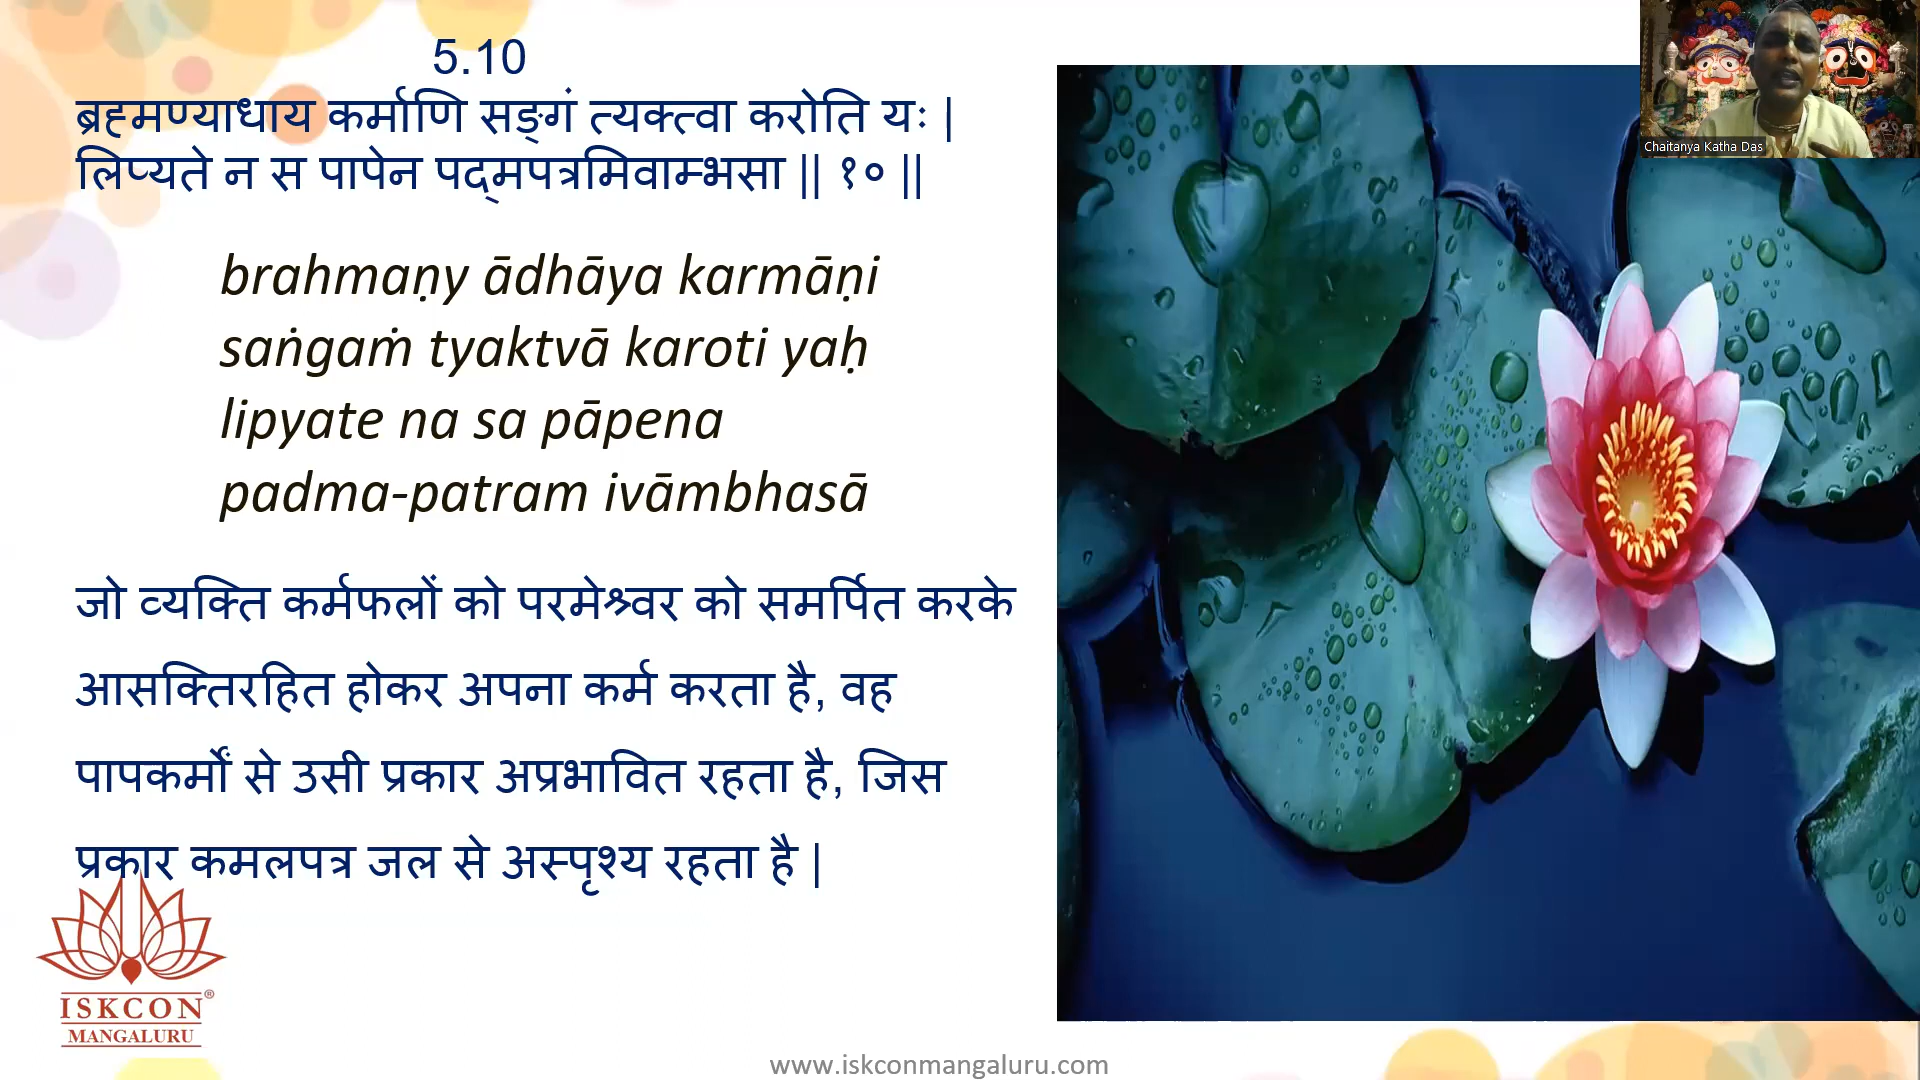 5.10
ब्रह्मण्याधाय कर्माणि सङ्गं त्यक्त्वा करोति यः |
लिप्यते न स पापेन पद्मपत्रमिवाम्भसा || १० ||
brahmaṇy ādhāya karmāṇi
saṅgaṁ tyaktvā karoti yaḥ
lipyate na sa pāpena
padma-patram ivāmbhasā
जो व्यक्ति कर्मफलों को परमेश्र्वर को समर्पित करके
आसक्तिरहित होकर अपना कर्म करता है, वह
पापकर्मों से उसी प्रकार अप्रभावित रहता है, जिस
प्रकार कमलपत्र जल से अस्पृश्य रहता है |
ISKCON®
MANGALURU
www.iskconmangaluru.com
Chaitanya Katha Das